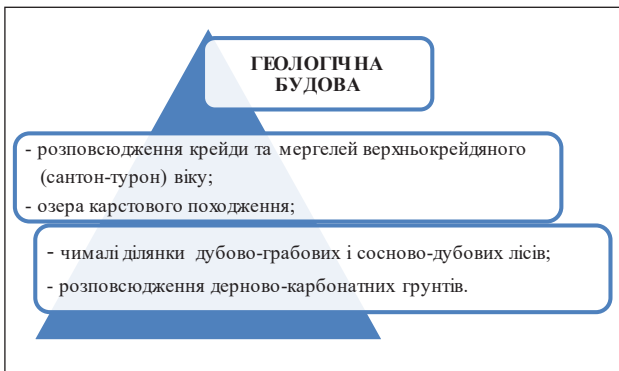 ГЕОЛОГІЧНА
БУДОВА
- розповсюдження крейди та мергелей верхньокрейдяного
(сантон-турон) віку;
- озера карстового походження;
- чималі ділянки дубово-грабових і сосново-дубових лісів;
- розповсюдження дерново-карбонатних грунтів.